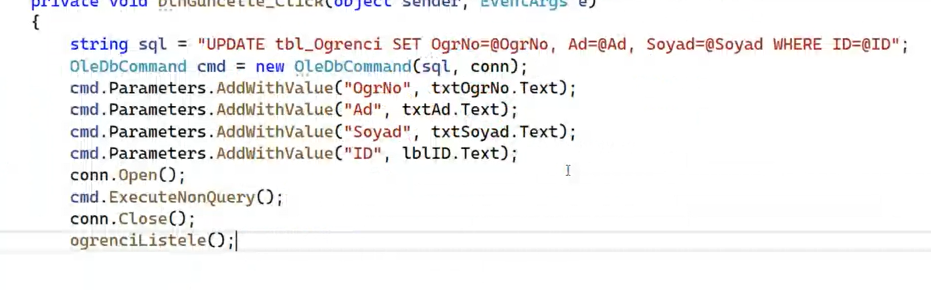 private void btnGuncelle_Click(object sender, EventArgs e)
{
string sql = "UPDATE tbl_Ogrenci SET OgrNo=@OgrNo, Ad=@Ad, Soyad=@Soyad WHERE ID=@ID";
OleDbCommand cmd = new OleDbCommand(sql, conn);
cmd.Parameters.AddWithValue("OgrNo", txtOgrNo.Text);
cmd.Parameters.AddWithValue("Ad", txtAd.Text);
cmd.Parameters.AddWithValue("Soyad", txtSoyad.Text);
cmd.Parameters.AddWithValue("ID", lblID.Text);
conn.Open();
cmd.ExecuteNonQuery();
conn.Close();
ogrenciListele();